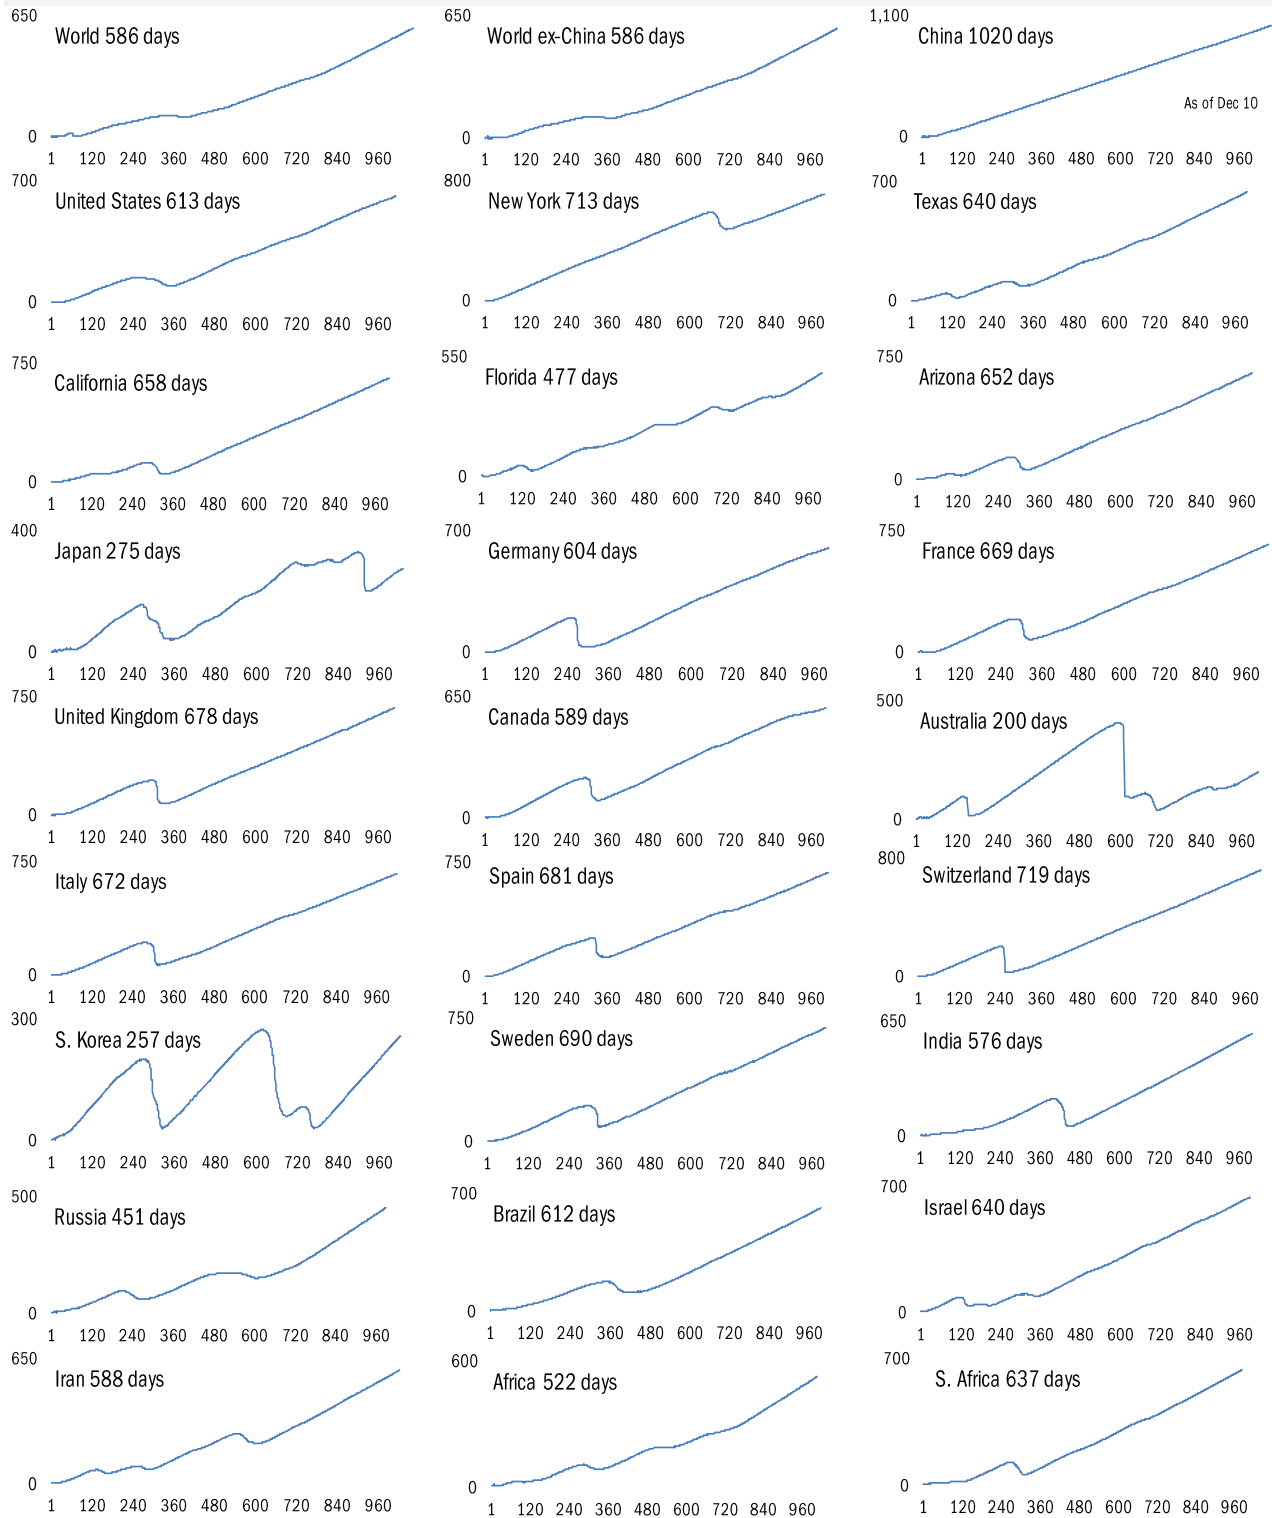 650
World 586 days
0
1 120 240 360 480 600 720 840 960
650
World ex-China 586 days
0
1 120 240 360 480 600 720 840 960
1,100
China 1020 days
As of Dec 10
0
1 120 240 360 480 600 720 840 960
700
United States 613 days
0
1 120 240 360 480 600 720 840 960
800
New York 713 days
0
1 120 240 360 480 600 720 840 960
700
Texas 640 days
0
1 120 240 360 480 600 720 840 960
750
California 658 days
0
1 120 240 360 480 600 720 840 960
550
Florida 477 days
0
1 120 240 360 480 600 720 840 960
750
Arizona 652 days
0
1 120 240 360 480 600 720 840 960
400
Japan 275 days
0
1 120 240 360 480 600 720 840 960
700
Germany 604 days
0
1 120 240 360 480 600 720 840 960
750
France 669 days
0
1 120 240 360 480 600 720 840 960
750
United Kingdom 678 days
0
1 120 240 360 480 600 720 840 960
650
Canada 589 days
0
1 120 240 360 480 600 720 840 960
500
Australia 200 days
0
1 120 240 360 480 600 720 840 960
750
Italy 672 days
0
1 120 240 360 480 600 720 840 960
750
Spain 681 days
0
1 120 240 360 480 600 720 840 960
800
Switzerland 719 days
0
1 120 240 360 480 600 720 840 960
300
S. Korea 257 days
0
1 120 240 360 480 600 720 840 960
750
Sweden 690 days
0
1 120 240 360 480 600 720 840 960
650
India 576 days
0
1 120 240 360 480 600 720 840 960
500
Russia 451 days
0
1 120 240 360 480 600 720 840 960
700
Brazil 612 days
0
1 120 240 360 480 600 720 840 960
700
Israel 640 days
0
1 120 240 360 480 600 720 840 960
650
Iran 588 days
0
1 120 240 360 480 600 720 840 960
600
Africa 522 days
0
1 120 240 360 480 600 720 840 960
700
S. Africa 637 days
0
1 120 240 360 480 600 720 840 960